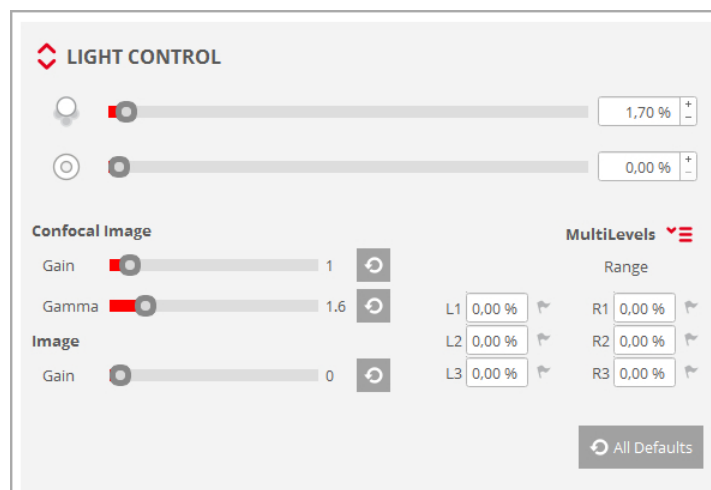 LIGHT CONTROL
1,70 %
0,00 %
Confocal Image
MultiLevels
Gain 1
Range
Gamma 1.6
L1 0,00 % R1 0,00 %
Image
L2 0,00 % R2 0,00 %
Gain 0
L3 0,00 % R3 0,00 %
All Defaults